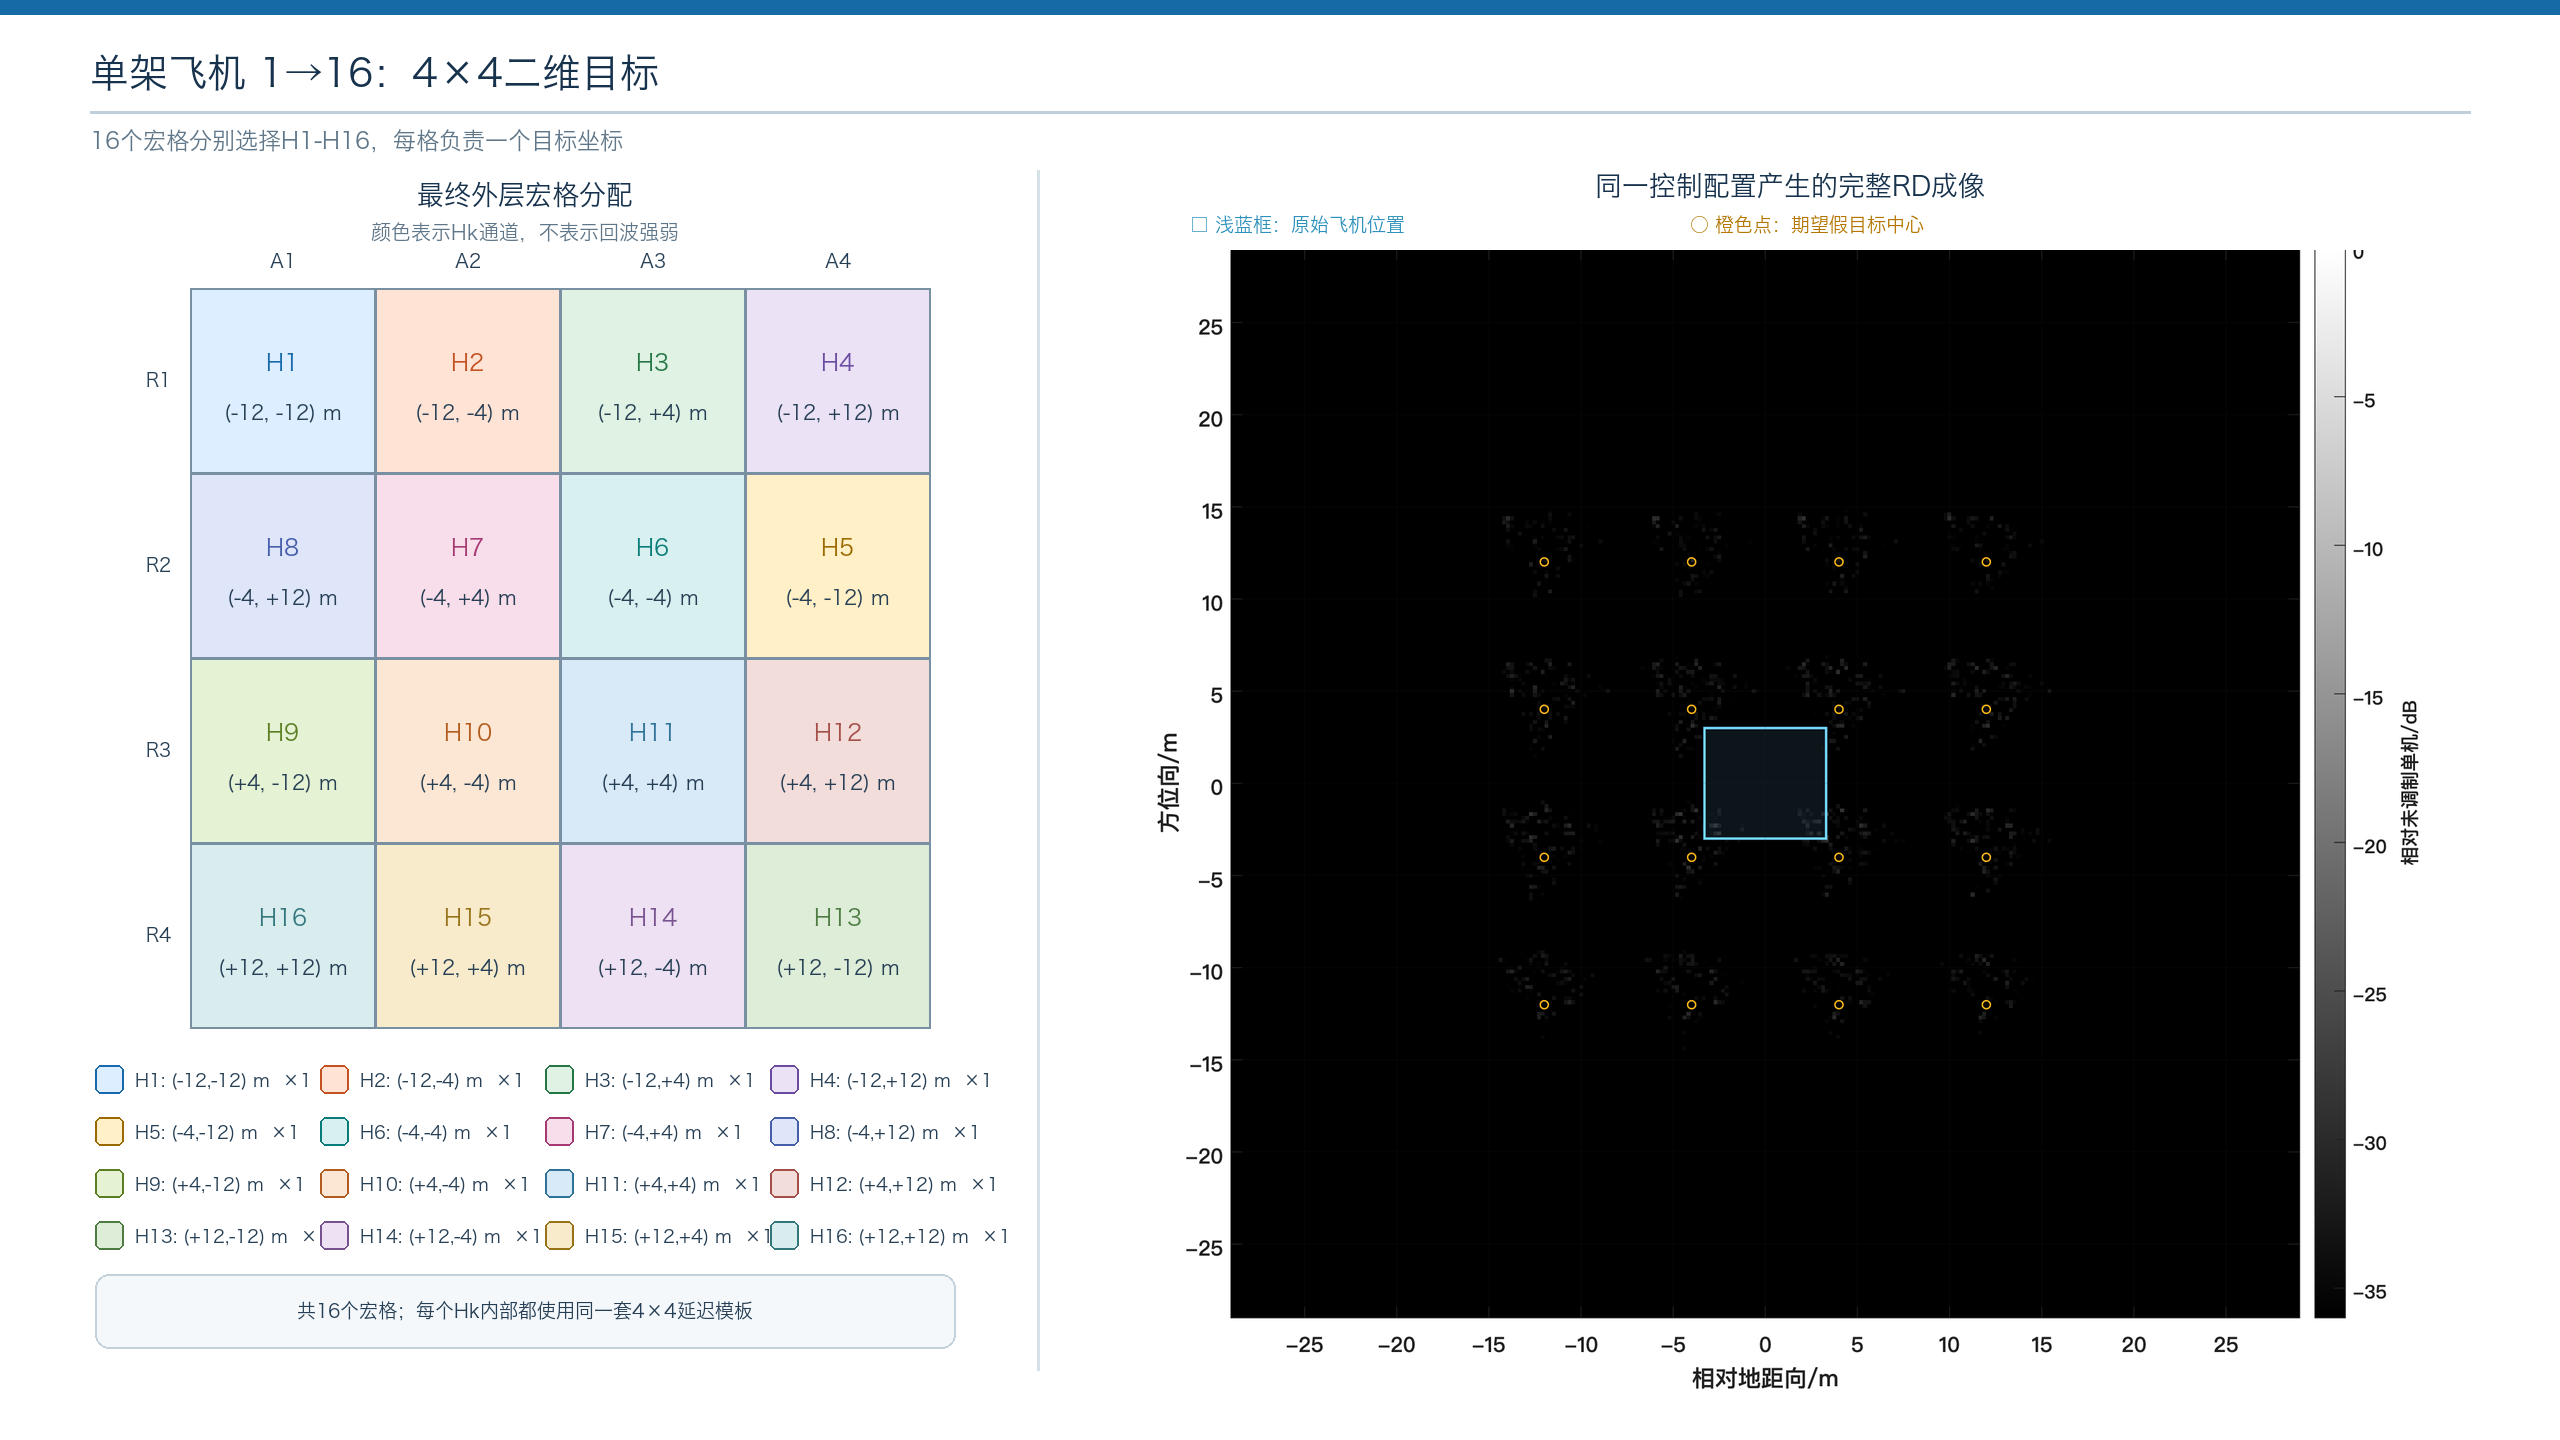 单架飞机 1→16：4×4二维目标
16个宏格分别选择H1-H16，每格负责一个目标坐标
最终外层宏格分配
颜色表示Hk通道，不表示回波强弱
A1 A2 A3 A4
R1
H1 H2 H3 H4
(-12, -12) m (-12, -4) m (-12, +4) m (-12, +12) m
R2
H8 H7 H6 H5
(-4, +12) m (-4, +4) m (-4, -4) m (-4, -12) m
R3
H9 H10 H11 H12
(+4, -12) m (+4, -4) m (+4, +4) m (+4, +12) m
R4
H16 H15 H14 H13
(+12, +12) m (+12, +4) m (+12, -4) m (+12, -12) m
H1: (-12,-12) m ×1 H2: (-12,-4) m ×1 H3: (-12,+4) m ×1 H4: (-12,+12) m ×1
H5: (-4,-12) m ×1 H6: (-4,-4) m ×1 H7: (-4,+4) m ×1 H8: (-4,+12) m ×1
H9: (+4,-12) m ×1 H10: (+4,-4) m ×1 H11: (+4,+4) m ×1 H12: (+4,+12) m ×1
H13: (+12,-12) m × H14: (+12,-4) m ×1 H15: (+12,+4) m ×1 H16: (+12,+12) m ×1
共16个宏格；每个Hk内部都使用同一套4×4延迟模板
同一控制配置产生的完整RD成像
□ 浅蓝框：原始飞机位置
○ 橙色点：期望假目标中心
方位向/m
25
20
15
10
5
0
−5
−10
−15
−20
−25
−25 −20 −15 −10 −5 0 5 10 15 20 25
相对地距向/m
0
−5
−10
−15
−20
−25
−30
−35
相对未调制单机/dB